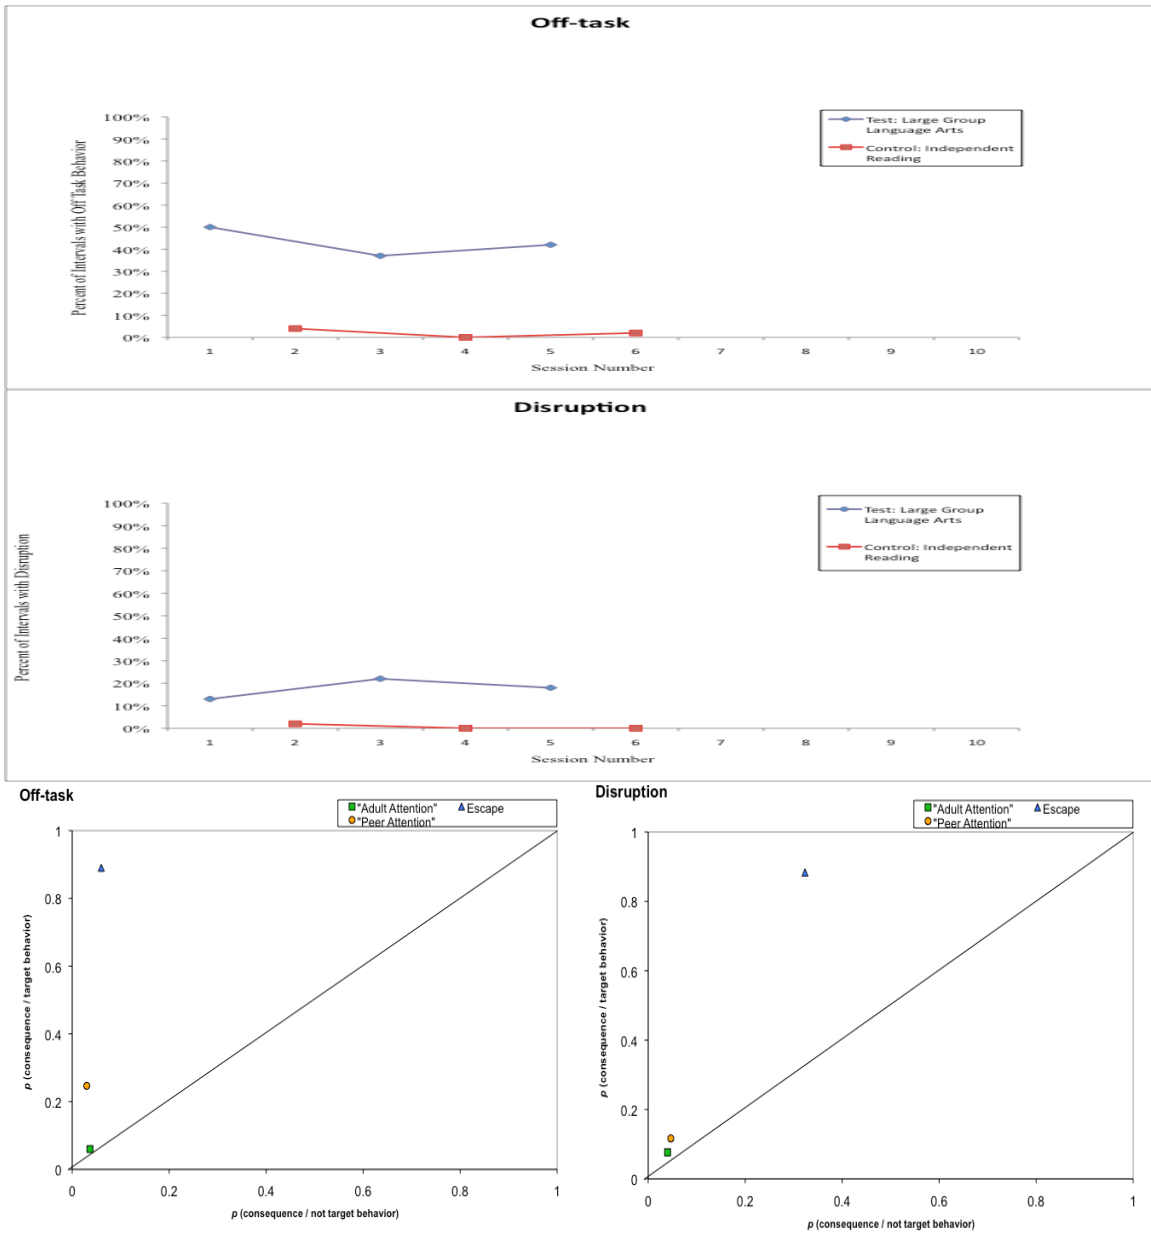 Off-task
100%
90%
80%
70%
60%
50%
40%
30%
20%
10%
0%
Percent of Intervals with Off Task Behavior
Test: Large Group
Language Arts
Control: Independent
Reading
1 2 3 4 5 6 7 8 9 10
Session Number
Disruption
100%
90%
80%
70%
60%
50%
40%
30%
20%
10%
0%
Percent of Intervals with Disruption
Test: Large Group
Language Arts
Control: Independent
Reading
1 2 3 4 5 6 7 8 9 10
Session Number
Off-task
"Adult Attention" Escape
"Peer Attention"
1
0.8
0.6
0.4
0.2
0
p (consequence / target behavior)
0 0.2 0.4 0.6 0.8 1
p (consequence / not target behavior)
Disruption
"Adult Attention" Escape
"Peer Attention"
1
0.8
0.6
0.4
0.2
0
p (consequence / target behavior)
0 0.2 0.4 0.6 0.8 1
p (consequence / not target behavior)